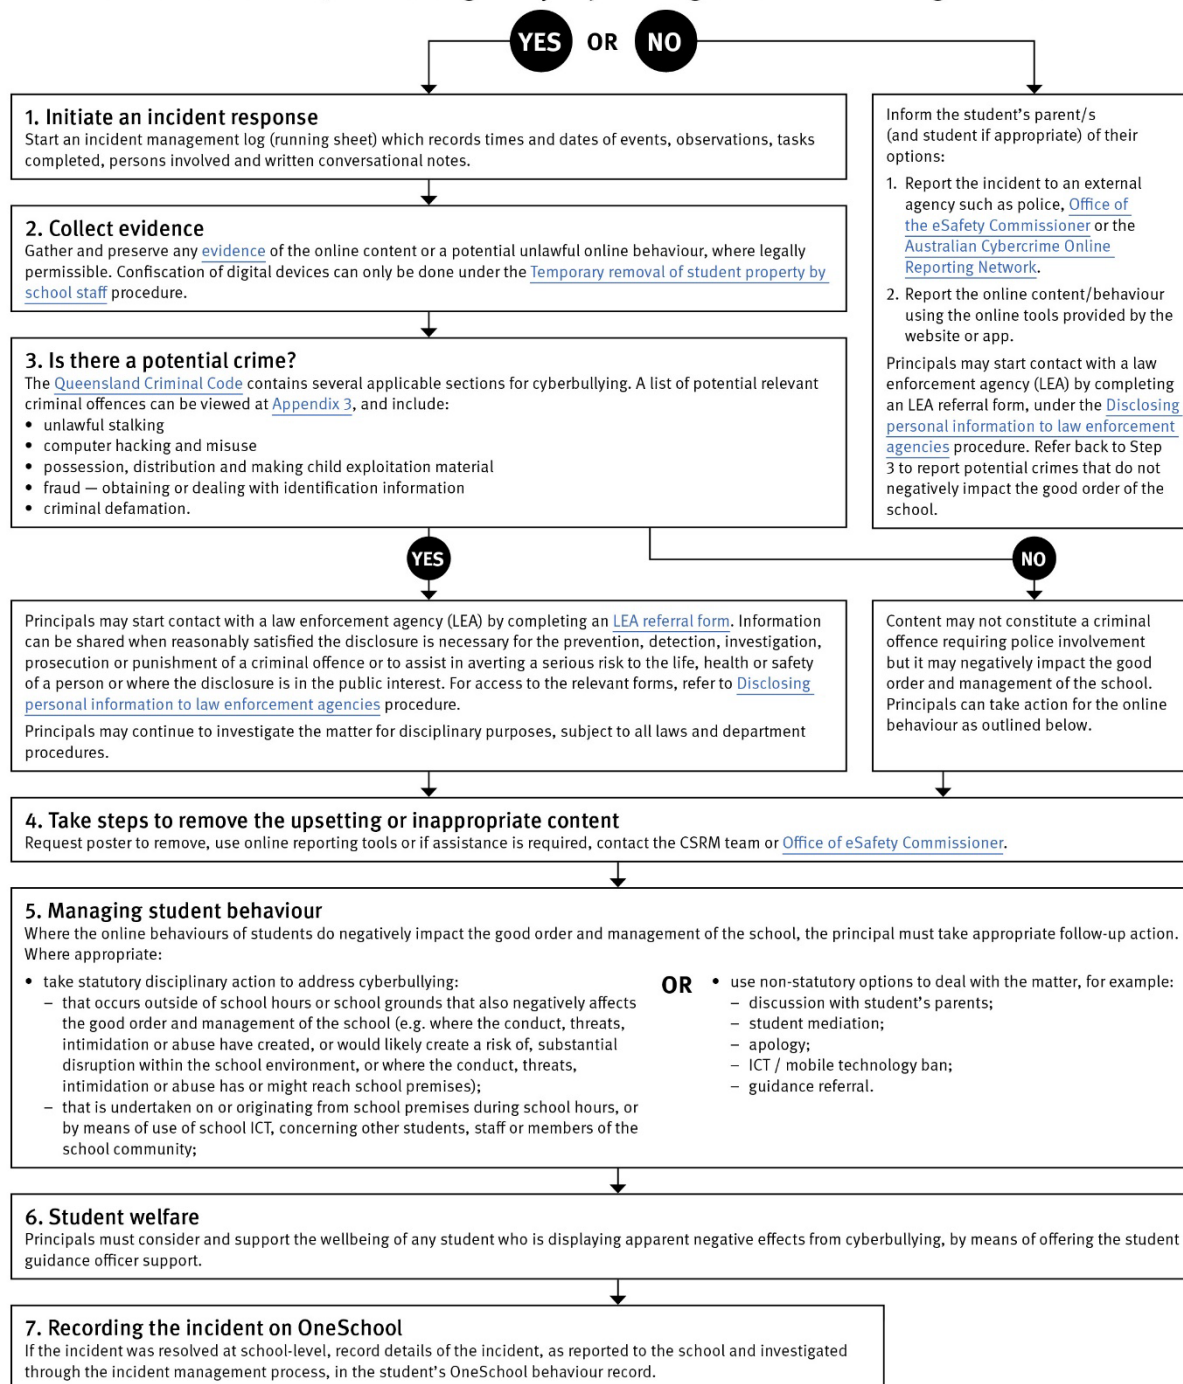 YES OR NO
1. Initiate an incident response
Start an incident management log (running sheet) which records times and dates of events, observations, tasks
completed, persons involved and written conversational notes.
2. Collect evidence
Gather and preserve any evidence of the online content or a potential unlawful online behaviour, where legally
permissible. Confiscation of digital devices can only be done under the Temporary removal of student property by
school staff procedure.
3. Is there a potential crime?
The Queensland Criminal Code contains several applicable sections for cyberbullying. A list of potential relevant
criminal offences can be viewed at Appendix 3, and include:
• unlawful stalking
• computer hacking and misuse
• possession, distribution and making child exploitation material
• fraud — obtaining or dealing with identification information
• criminal defamation.
Inform the student's parent/s
(and student if appropriate) of their
options:
1. Report the incident to an external
agency such as police, Office of
the eSafety Commissioner or the
Australian Cybercrime Online
Reporting Network.
2. Report the online content/behaviour
using the online tools provided by the
website or app.
Principals may start contact with a law
enforcement agency (LEA) by completing
an LEA referral form, under the Disclosing
personal information to law enforcement
agencies procedure. Refer back to Step
3 to report potential crimes that do not
negatively impact the good order of the
school.
YES
NO
Principals may start contact with a law enforcement agency (LEA) by completing an LEA referral form. Information
can be shared when reasonably satisfied the disclosure is necessary for the prevention, detection, investigation,
prosecution or punishment of a criminal offence or to assist in averting a serious risk to the life, health or safety
of a person or where the disclosure is in the public interest. For access to the relevant forms, refer to Disclosing
personal information to law enforcement agencies procedure.
Principals may continue to investigate the matter for disciplinary purposes, subject to all laws and department
procedures.
Content may not constitute a criminal
offence requiring police involvement
but it may negatively impact the good
order and management of the school.
Principals can take action for the online
behaviour as outlined below.
4. Take steps to remove the upsetting or inappropriate content
Request poster to remove, use online reporting tools or if assistance is required, contact the CSRM team or Office of eSafety Commissioner.
5. Managing student behaviour
Where the online behaviours of students do negatively impact the good order and management of the school, the principal must take appropriate follow-up action.
Where appropriate:
• take statutory disciplinary action to address cyberbullying:
– that occurs outside of school hours or school grounds that also negatively affects
the good order and management of the school (e.g. where the conduct, threats,
intimidation or abuse have created, or would likely create a risk of, substantial
disruption within the school environment, or where the conduct, threats,
intimidation or abuse has or might reach school premises);
– that is undertaken on or originating from school premises during school hours, or
by means of use of school ICT, concerning other students, staff or members of the
school community;
OR
• use non-statutory options to deal with the matter, for example:
– discussion with student's parents;
– student mediation;
– apology;
– ICT / mobile technology ban;
– guidance referral.
6. Student welfare
Principals must consider and support the wellbeing of any student who is displaying apparent negative effects from cyberbullying, by means of offering the student
guidance officer support.
7. Recording the incident on OneSchool
If the incident was resolved at school-level, record details of the incident, as reported to the school and investigated
through the incident management process, in the student's OneSchool behaviour record.